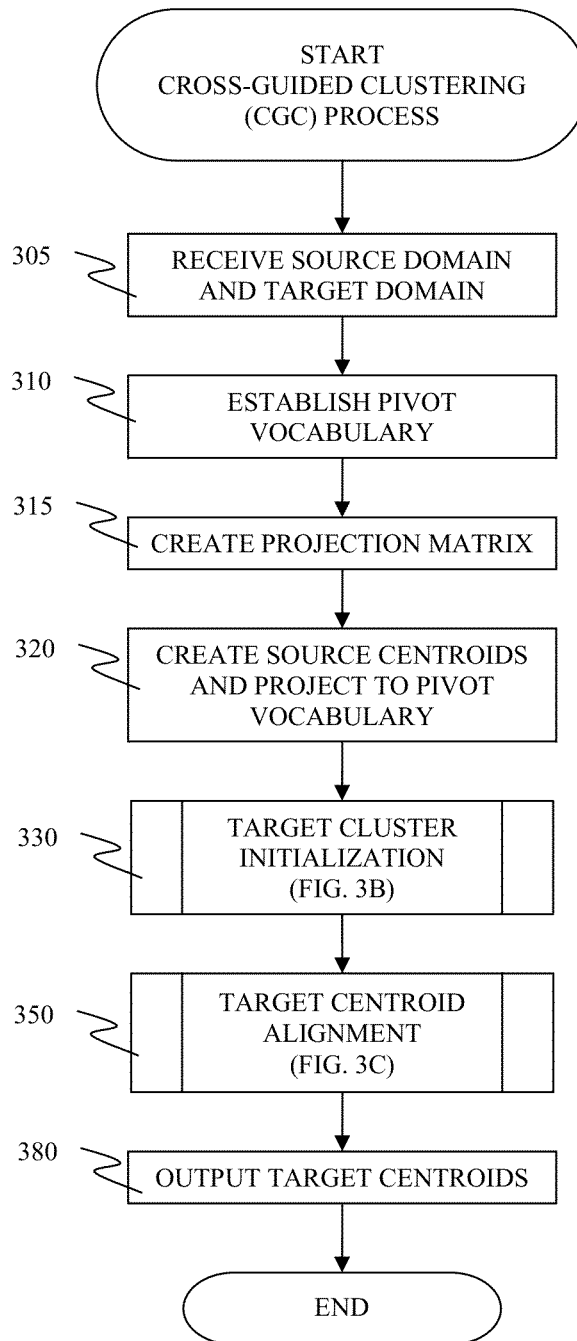 START
CROSS-GUIDED CLUSTERING
(CGC) PROCESS
305
RECEIVE SOURCE DOMAIN
AND TARGET DOMAIN
310
ESTABLISH PIVOT
VOCABULARY
315
CREATE PROJECTION MATRIX
320
CREATE SOURCE CENTROIDS
AND PROJECT TO PIVOT
VOCABULARY
330
TARGET CLUSTER
INITIALIZATION
(FIG. 3B)
350
TARGET CENTROID
ALIGNMENT
(FIG. 3C)
380
OUTPUT TARGET CENTROIDS
END